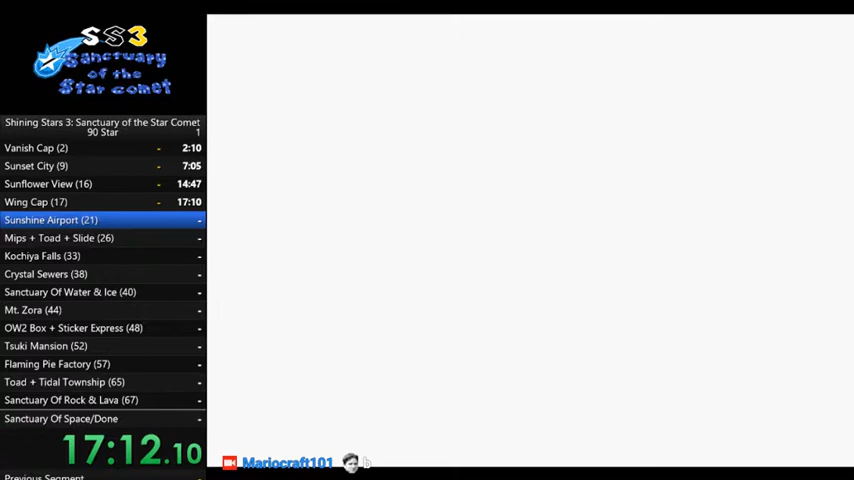 SS3
Sanctuary
of the
Star Comet
Shining Stars 3: Sanctuary of the Star Comet
90 Star 1
Vanish Cap (2) - 2:10
Sunset City (9) - 7:05
Sunflower View (16) - 14:47
Wing Cap (17) - 17:10
Sunshine Airport (21) -
Mips + Toad + Slide (26) -
Kochiya Falls (33) -
Crystal Sewers (38) -
Sanctuary Of Water & Ice (40) -
Mt. Zora (44) -
OW2 Box + Sticker Express (48) -
Tsuki Mansion (52) -
Flaming Pie Factory (57) -
Toad + Tidal Township (65) -
Sanctuary Of Rock & Lava (67) -
Sanctuary Of Space/Done -
17:12.10
Previous Segment -
Mariocraft101 b